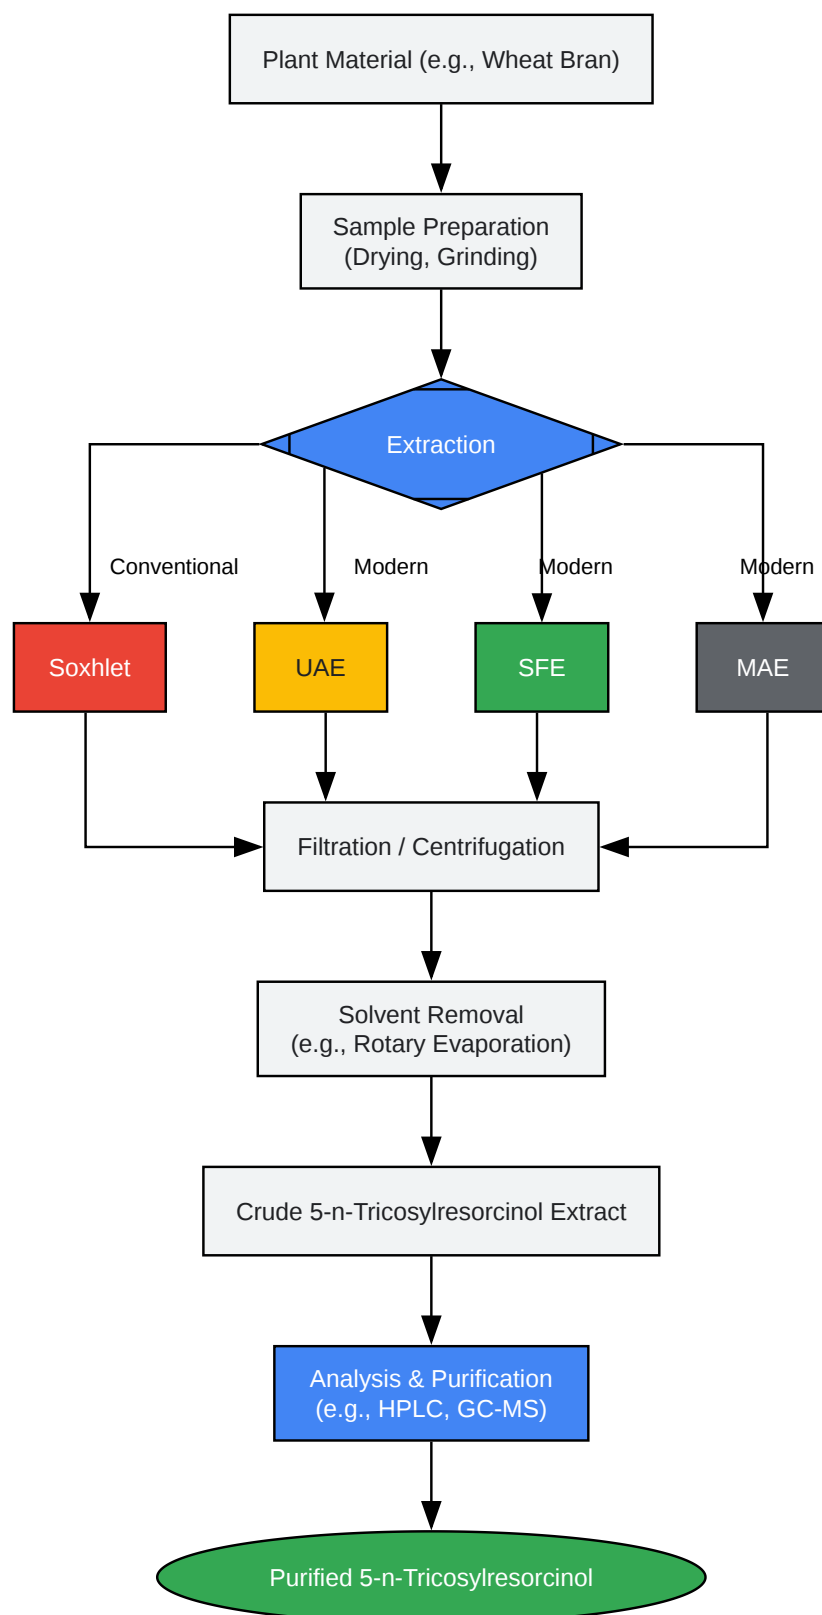 Plant Material (e.g., Wheat Bran)
Sample Preparation
(Drying, Grinding)
Extraction
Conventional
Modern
Modern
Modern
Soxhlet
UAE
SFE
MAE
Filtration / Centrifugation
Solvent Removal
(e.g., Rotary Evaporation)
Crude 5-n-Tricosylresorcinol Extract
Analysis & Purification
(e.g., HPLC, GC-MS)
Purified 5-n-Tricosylresorcinol